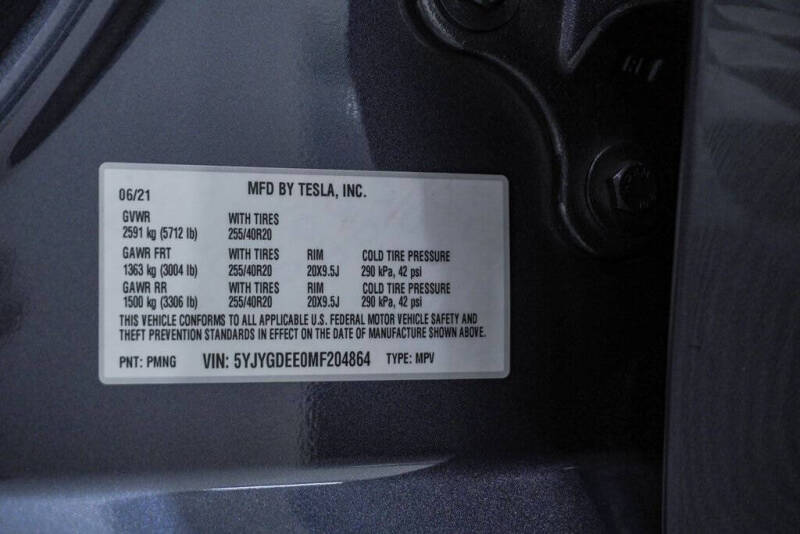 06/21 MFD BY TESLA, INC.
GVWR WITH TIRES
2591 kg (5712 lb) 255/40R20
GAWR FRT WITH TIRES RIM COLD TIRE PRESSURE
1363 kg (3004 lb) 255/40R20 20X9.5J 290 kPa, 42 psi
GAWR RR WITH TIRES RIM COLD TIRE PRESSURE
1500 kg (3306 lb) 255/40R20 20X9.5J 290 kPa, 42 psi
THIS VEHICLE CONFORMS TO ALL APPLICABLE U.S. FEDERAL MOTOR VEHICLE SAFETY AND
THEFT PREVENTION STANDARDS IN EFFECT ON THE DATE OF MANUFACTURE SHOWN ABOVE.
PNT: PMNG VIN: 5YJYGDEE0MF204864 TYPE: MPV